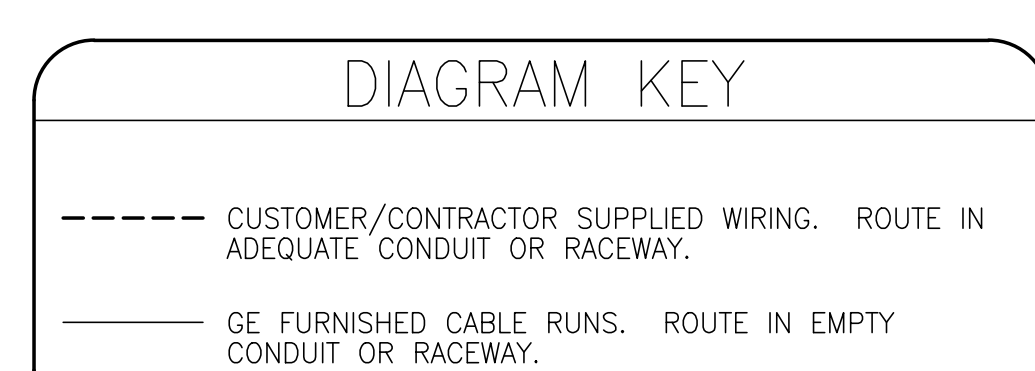 DIAGRAM KEY
CUSTOMER/CONTRACTOR SUPPLIED WIRING. ROUTE IN
ADEQUATE CONDUIT OR RACEWAY.
GE FURNISHED CABLE RUNS. ROUTE IN EMPTY
CONDUIT OR RACEWAY.